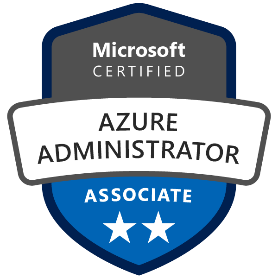 Microsoft
CERTIFIED
AZURE
ADMINISTRATOR
ASSOCIATE